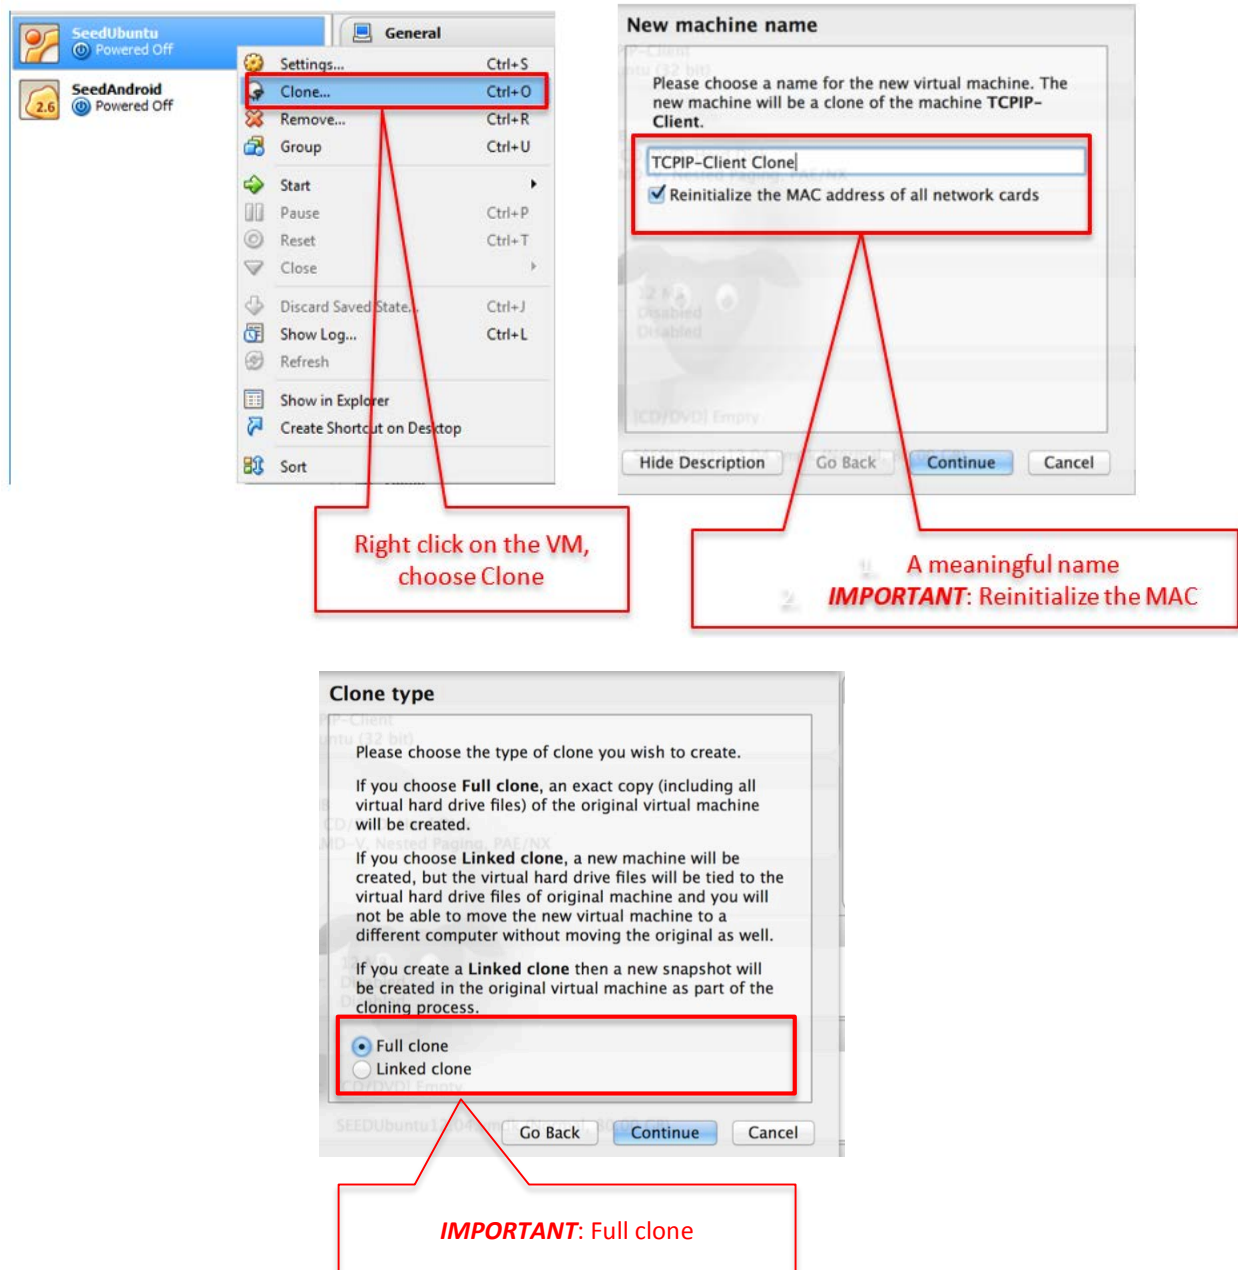 SeedUbuntu
Powered Off
2.6
SeedAndroid
Powered Off
General
Settings... Ctrl+S
Clone... Ctrl+O
Remove... Ctrl+R
Group Ctrl+U
Start
Pause Ctrl+P
Reset Ctrl+T
Close
Discard Saved State... Ctrl+J
Show Log... Ctrl+L
Refresh
Show in Explorer
Create Shortcut on Desktop
Sort
Right click on the VM,
choose Clone
New machine name
Please choose a name for the new virtual machine. The
new machine will be a clone of the machine TCPIP-
Client.
TCPIP-Client Clone
Reinitialize the MAC address of all network cards
Disabled
Disabled
[CD/DVD] Empty
Hide Description Go Back Continue Cancel
1. A meaningful name
2. IMPORTANT: Reinitialize the MAC
Clone type
Please choose the type of clone you wish to create.
If you choose Full clone, an exact copy (including all
virtual hard drive files) of the original virtual machine
will be created.
If you choose Linked clone, a new machine will be
created, but the virtual hard drive files will be tied to the
virtual hard drive files of original machine and you will
not be able to move the new virtual machine to a
different computer without moving the original as well.
If you create a Linked clone then a new snapshot will
be created in the original virtual machine as part of the
cloning process.
Full clone
Linked clone
[CD/DVD] Empty
Go Back Continue Cancel
IMPORTANT: Full clone